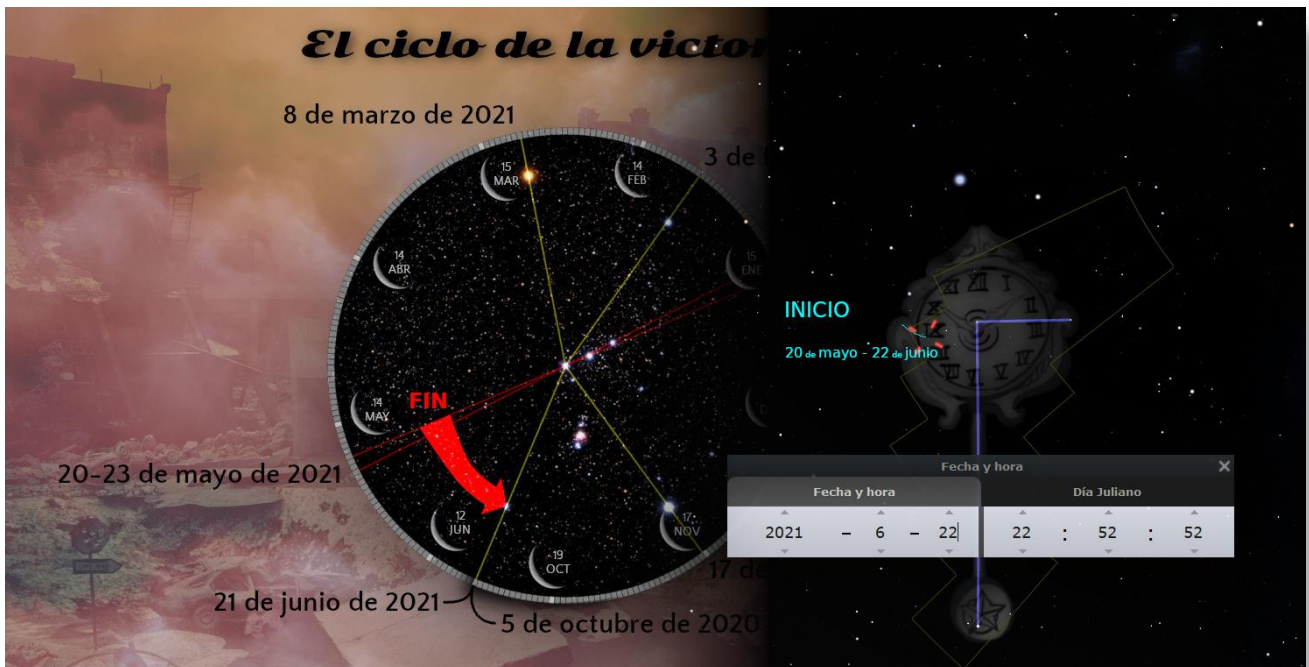 El ciclo de la victor
8 de marzo de 2021
3 de
15
MAR
14
FEB
14
ABR
15
ENE
INICIO
20 de mayo - 22 de junio
FIN
14
MAY
20-23 de mayo de 2021
12
JUN
19
OCT
17
NOV
17 de
21 de junio de 2021
5 de octubre de 2020
XII
I
III
V
Fecha y hora
Fecha y hora
Día Juliano
2021 - 6 - 22
22 : 52 : 52